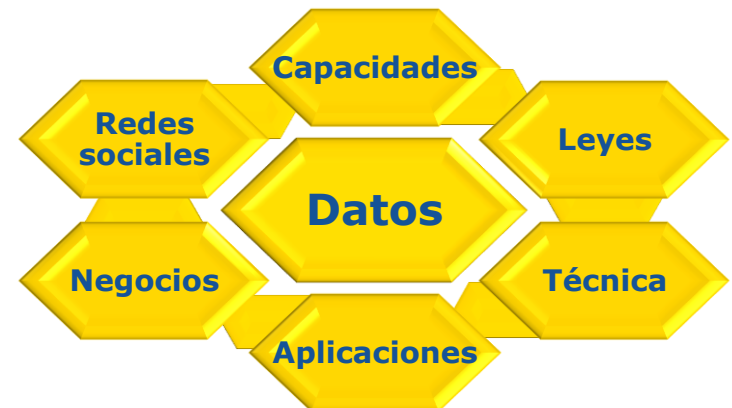 Capacidades
Redes
sociales
Leyes
Datos
Negocios
Técnica
Aplicaciones